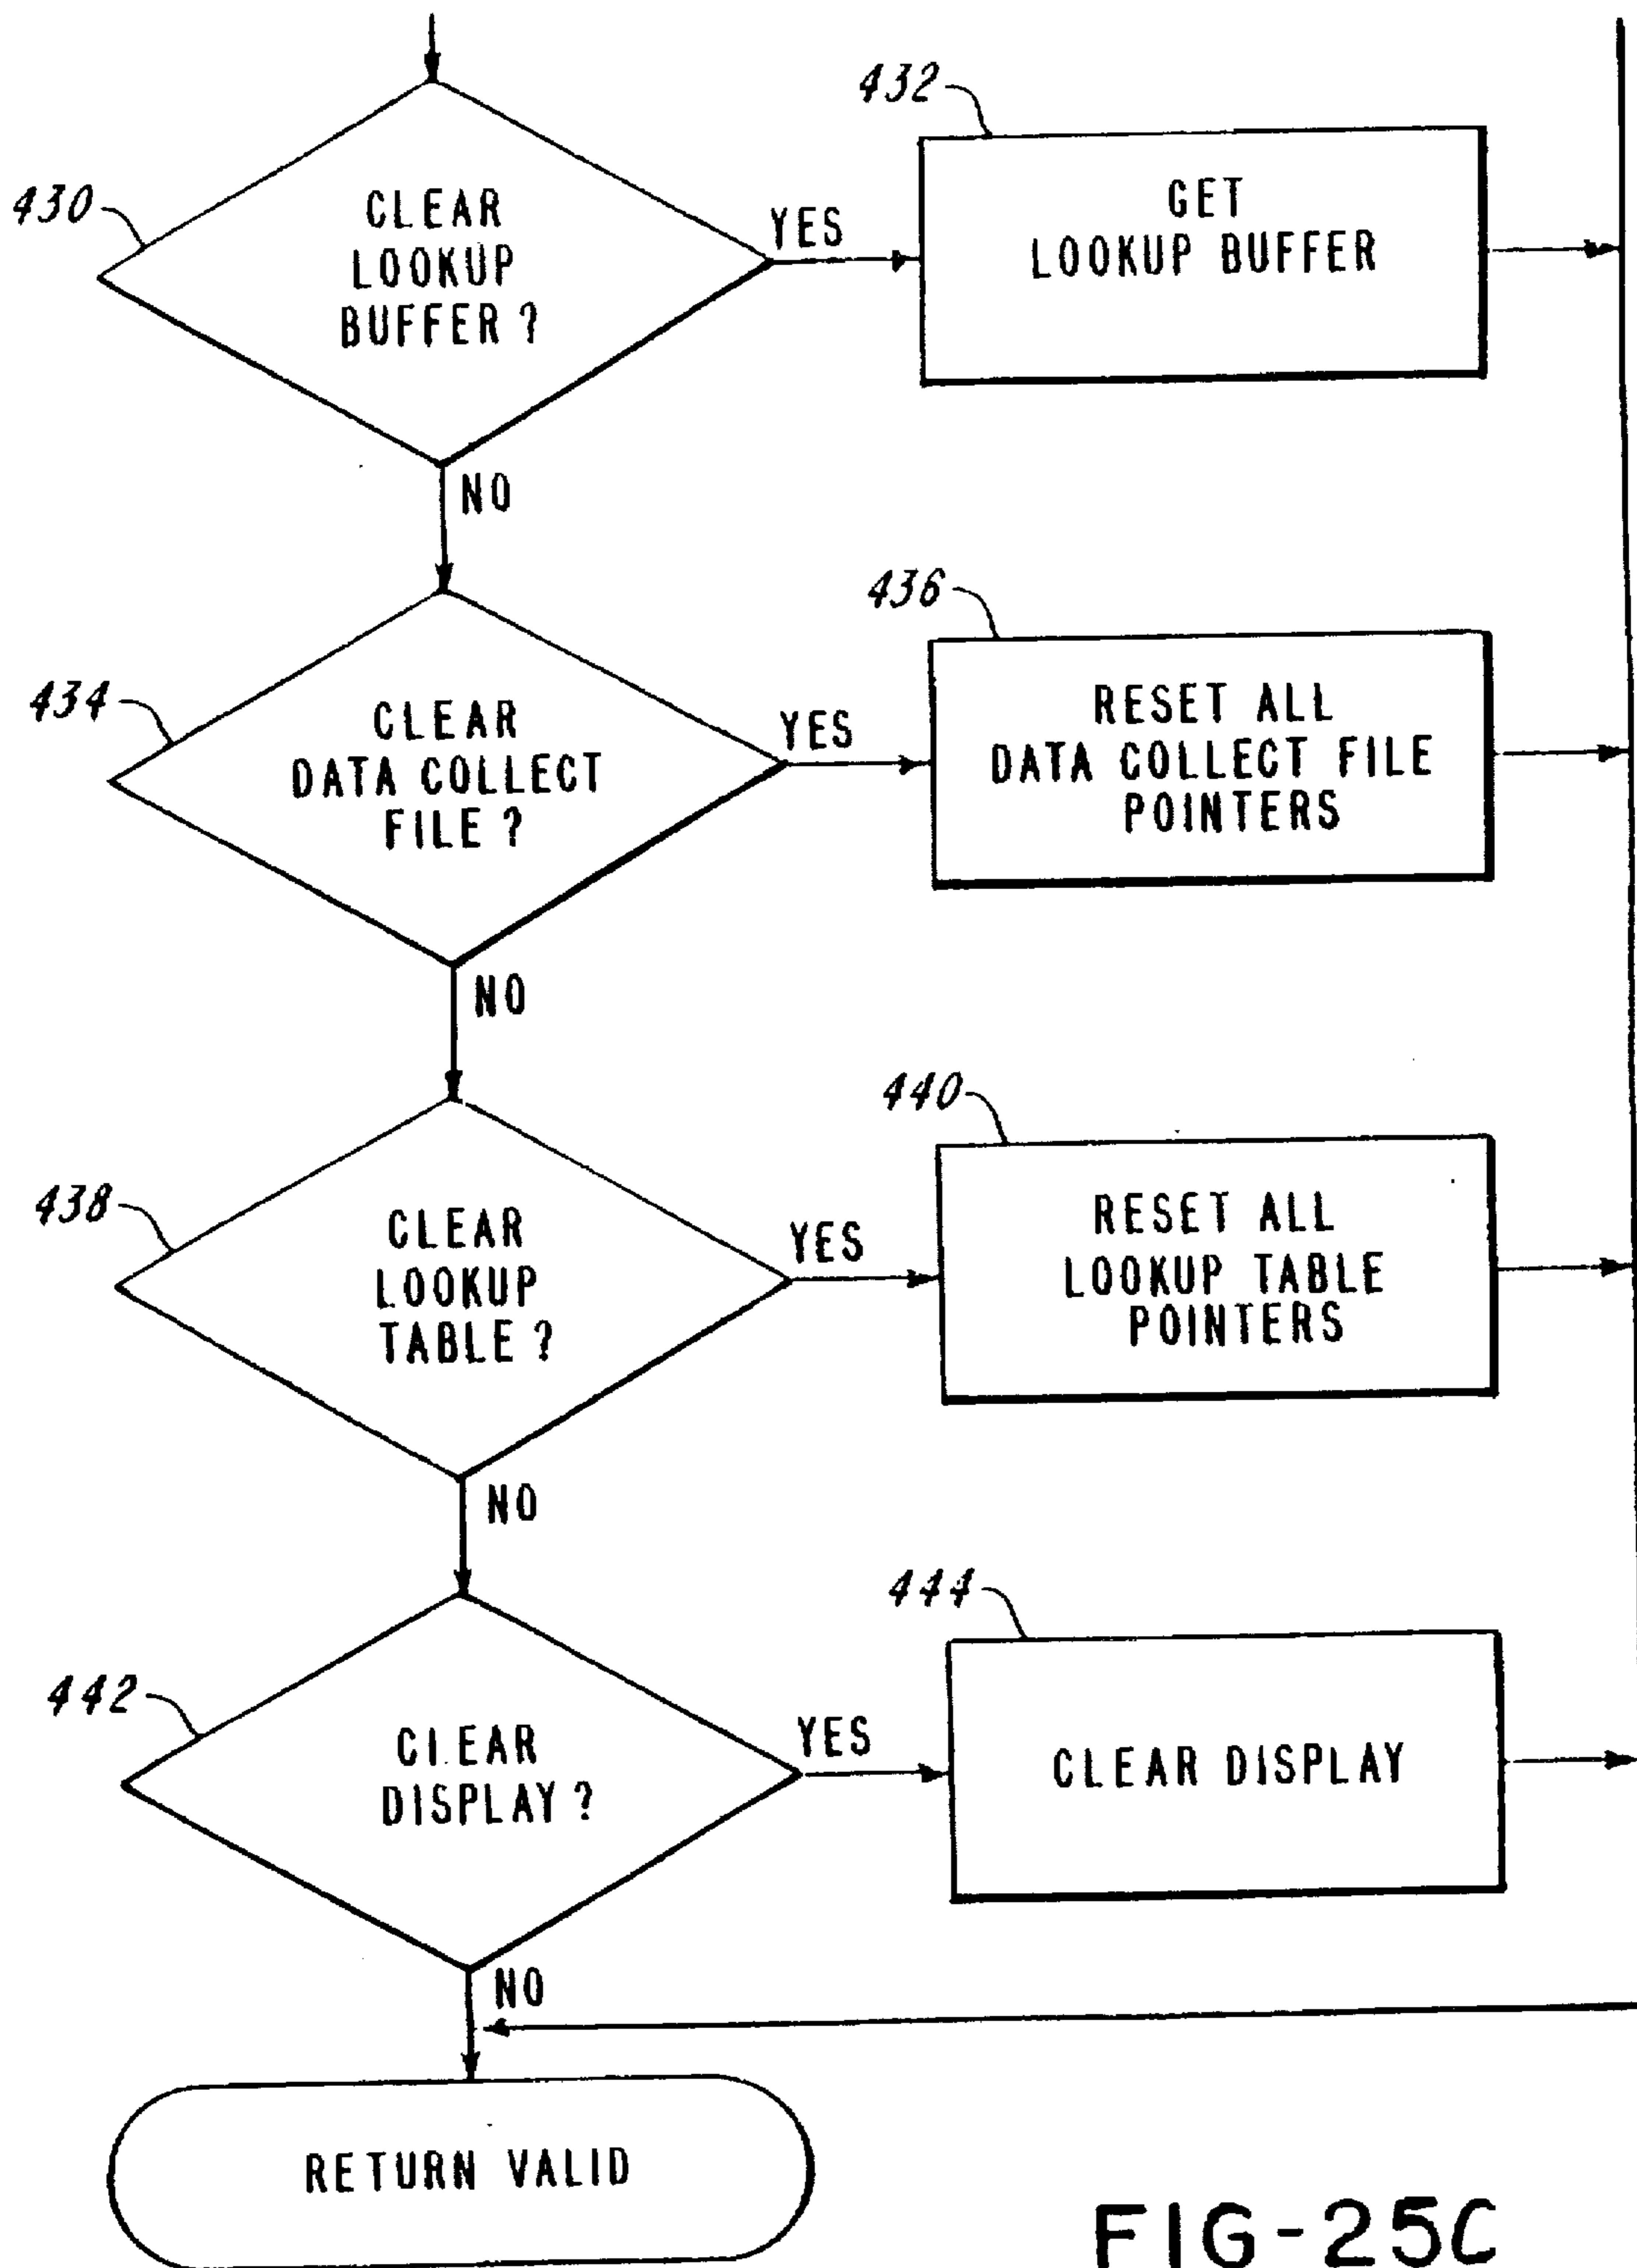 432
430
CLEAR
LOOKUP
BUFFER ?
YES
GET
LOOKUP BUFFER
NO
436
434
CLEAR
DATA COLLECT
FILE ?
YES
RESET ALL
DATA COLLECT FILE
POINTERS
NO
440
438
CLEAR
LOOKUP
TABLE ?
YES
RESET ALL
LOOKUP TABLE
POINTERS
NO
444
442
CLEAR
DISPLAY ?
YES
CLEAR DISPLAY
NO
RETURN VALID
FIG-25C